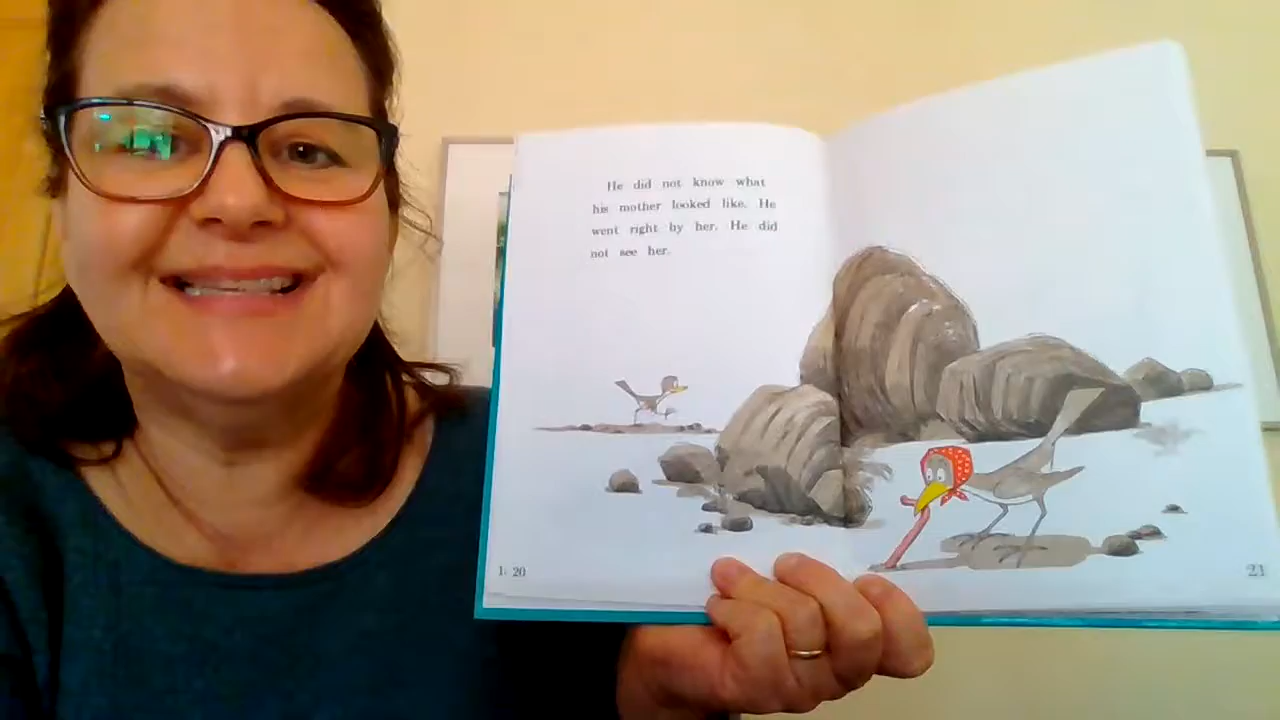 He did not know what
his mother looked like. He
went right by her. He did
not see her.
20
21